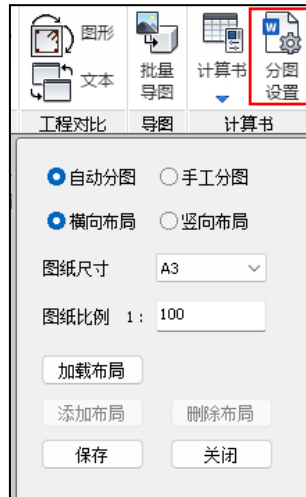 图形
文本
批量
导图
计算书
分图
设置
工程对比 导图 计算书
自动分图 手工分图
横向布局 竖向布局
图纸尺寸 A3
图纸比例 1: 100
加载布局
添加布局 删除布局
保存 关闭